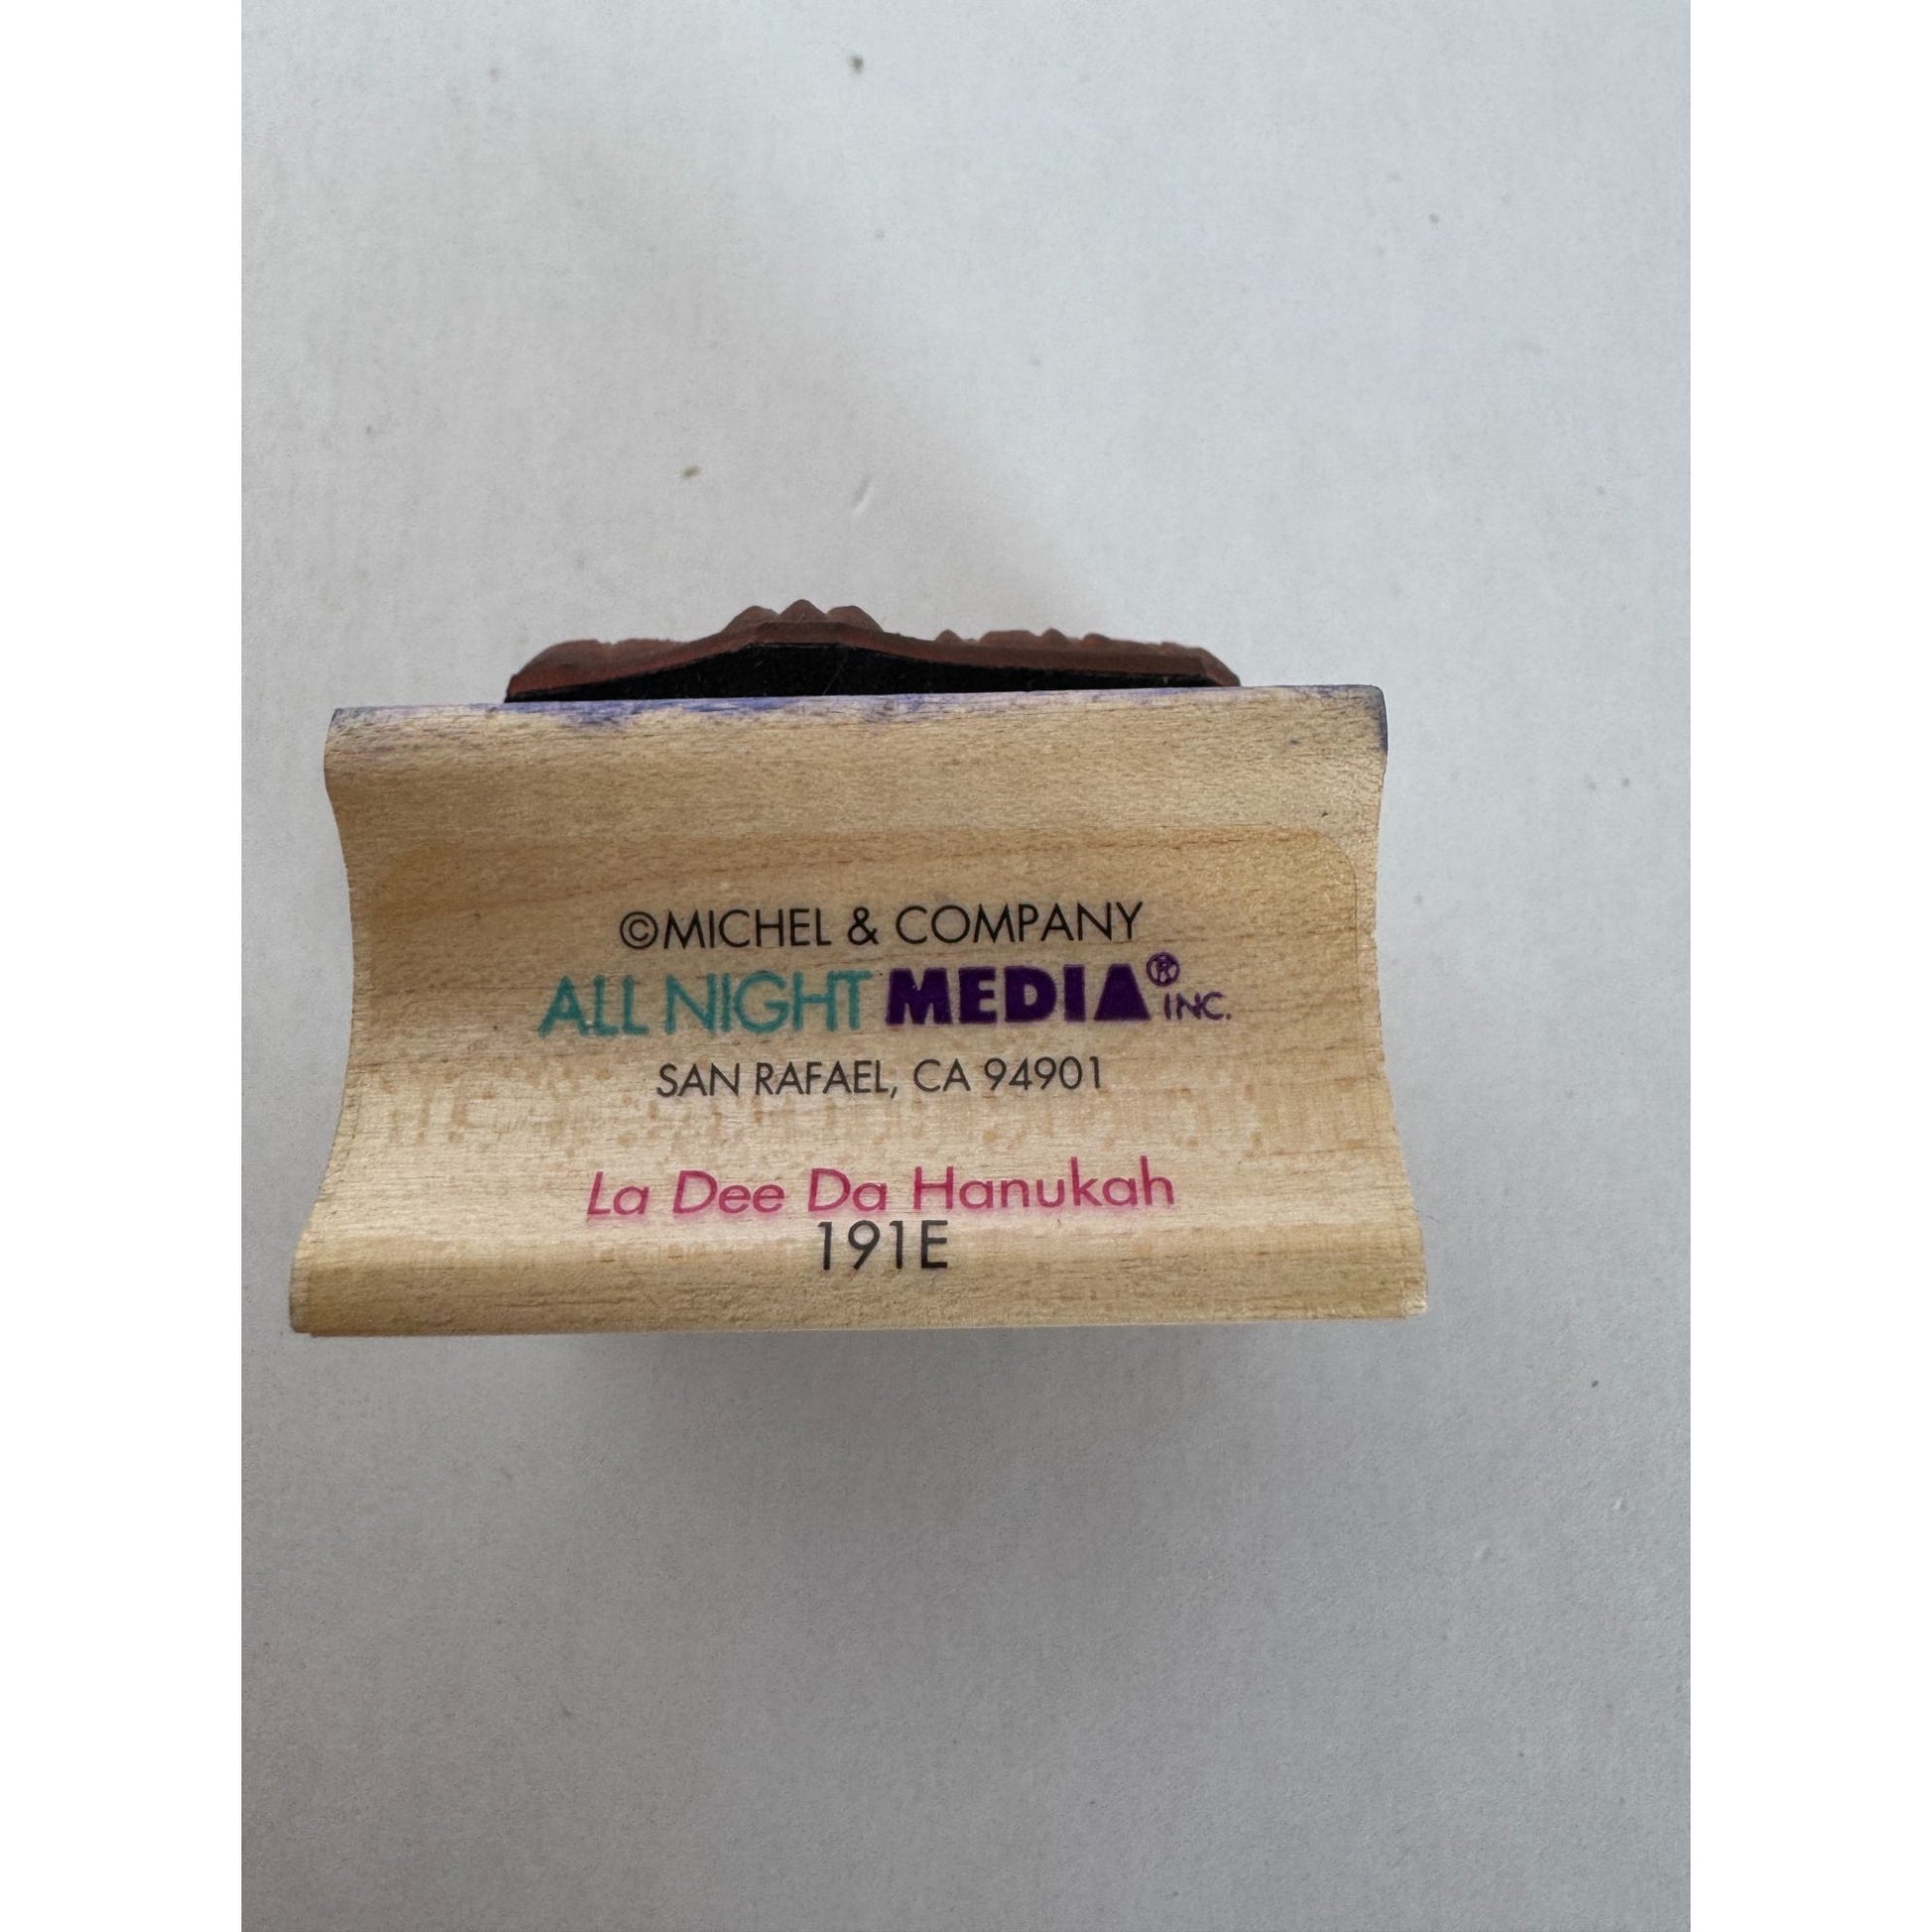 ©MICHEL & COMPANY
ALL NIGHT MEDIA® INC.
SAN RAFAEL, CA 94901
La Dee Da Hanukah
191E